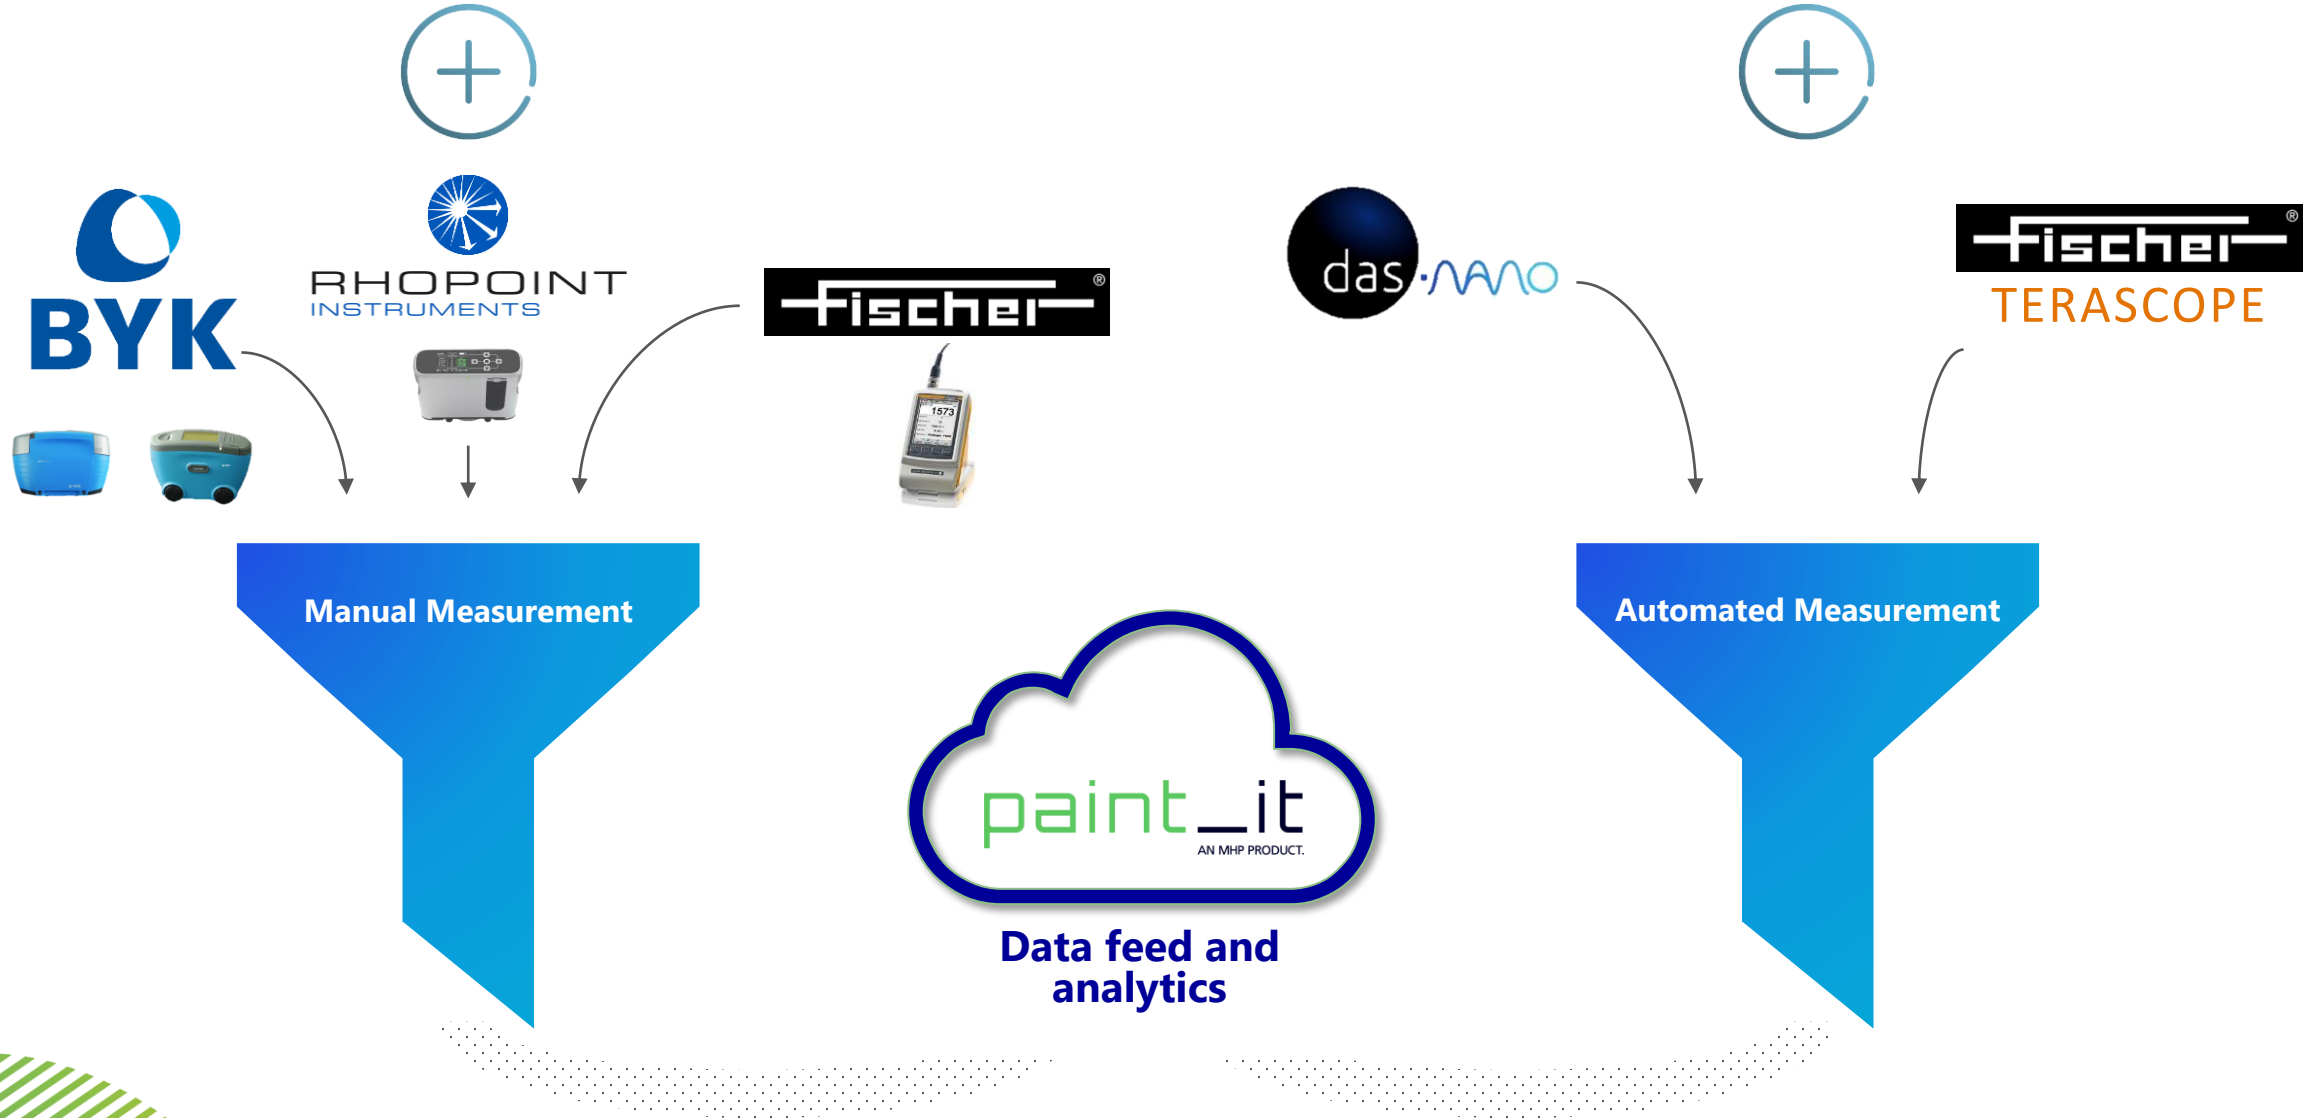 BYK
RHOPOINT
INSTRUMENTS
fischer®
1573
das·nano
fischer®
TERASCOPE
Manual Measurement
Automated Measurement
paint_it
AN MHP PRODUCT.
Data feed and
analytics